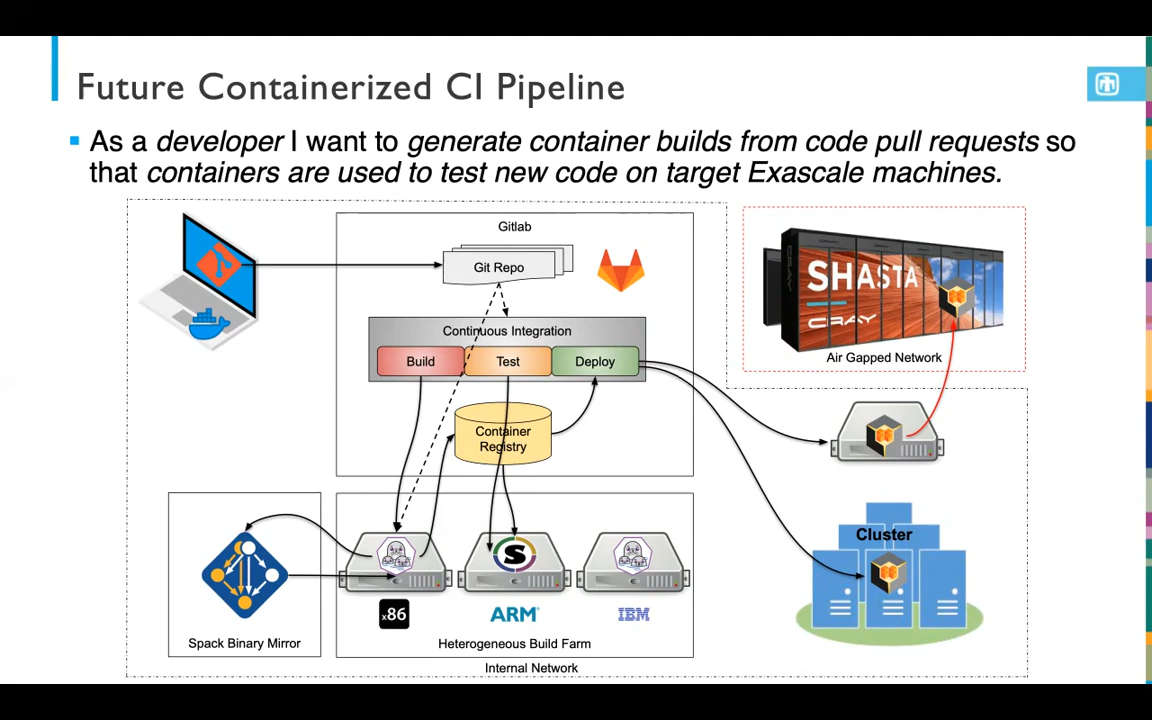 Future Containerized CI Pipeline
As a developer I want to generate container builds from code pull requests so
that containers are used to test new code on target Exascale machines.
Gitlab
Git Repo
Continuous Integration
Build
Test
Deploy
Container
Registry
SHASTA
CRAY
Air Gapped Network
Cluster
S
x86
ARM
IBM
Spack Binary Mirror
Heterogeneous Build Farm
Internal Network